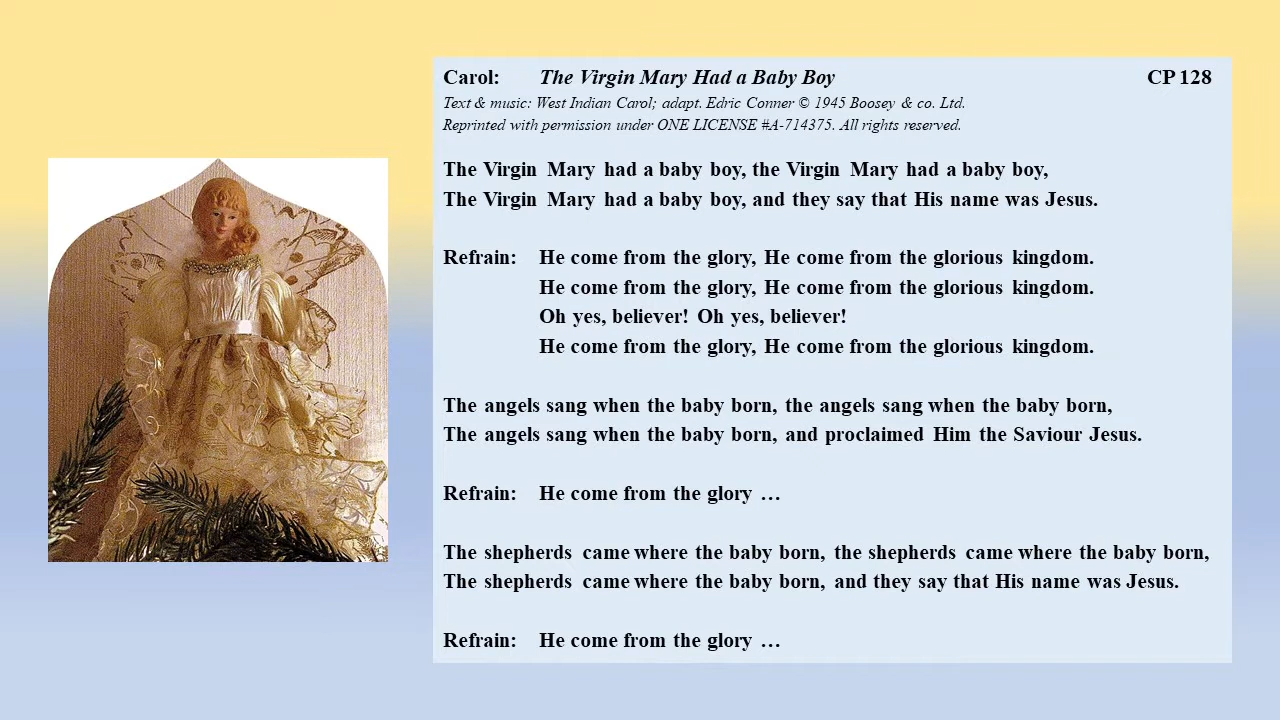 Carol: The Virgin Mary Had a Baby Boy CP 128
Text & music: West Indian Carol; adapt. Edric Conner © 1945 Boosey & co. Ltd.
Reprinted with permission under ONE LICENSE #A-714375. All rights reserved.
The Virgin Mary had a baby boy, the Virgin Mary had a baby boy,
The Virgin Mary had a baby boy, and they say that His name was Jesus.
Refrain: He come from the glory, He come from the glorious kingdom.
He come from the glory, He come from the glorious kingdom.
Oh yes, believer! Oh yes, believer!
He come from the glory, He come from the glorious kingdom.
The angels sang when the baby born, the angels sang when the baby born,
The angels sang when the baby born, and proclaimed Him the Saviour Jesus.
Refrain: He come from the glory …
The shepherds came where the baby born, the shepherds came where the baby born,
The shepherds came where the baby born, and they say that His name was Jesus.
Refrain: He come from the glory …